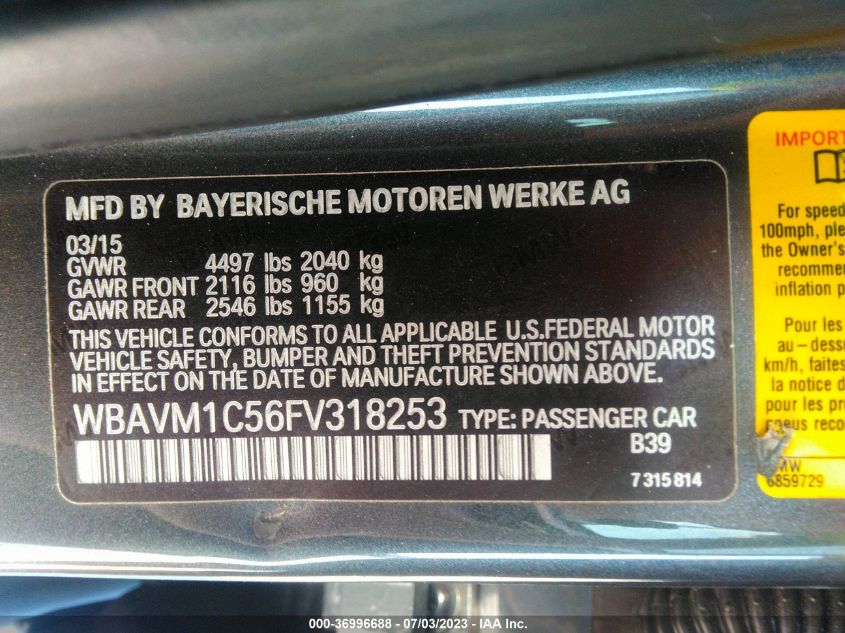 MFD BY BAYERISCHE MOTOREN WERKE AG
03/15
GVWR 4497 lbs 2040 kg
GAWR FRONT 2116 lbs 960 kg
GAWR REAR 2546 lbs 1155 kg
THIS VEHICLE CONFORMS TO ALL APPLICABLE U.S.FEDERAL MOTOR
VEHICLE SAFETY, BUMPER AND THEFT PREVENTION STANDARDS
IN EFFECT ON THE DATE OF MANUFACTURE SHOWN ABOVE.
WBAVM1C56FV318253 TYPE: PASSENGER CAR
B39
7315814
IMPORT
For speed
100mph, ple
the Owner's
recommen
inflation p
Pour les
au-dessu
km/h, faites
la notice d
pour les p
pneus reco
BMW
6859729
000-36996688 - 07/03/2023 - IAA Inc.